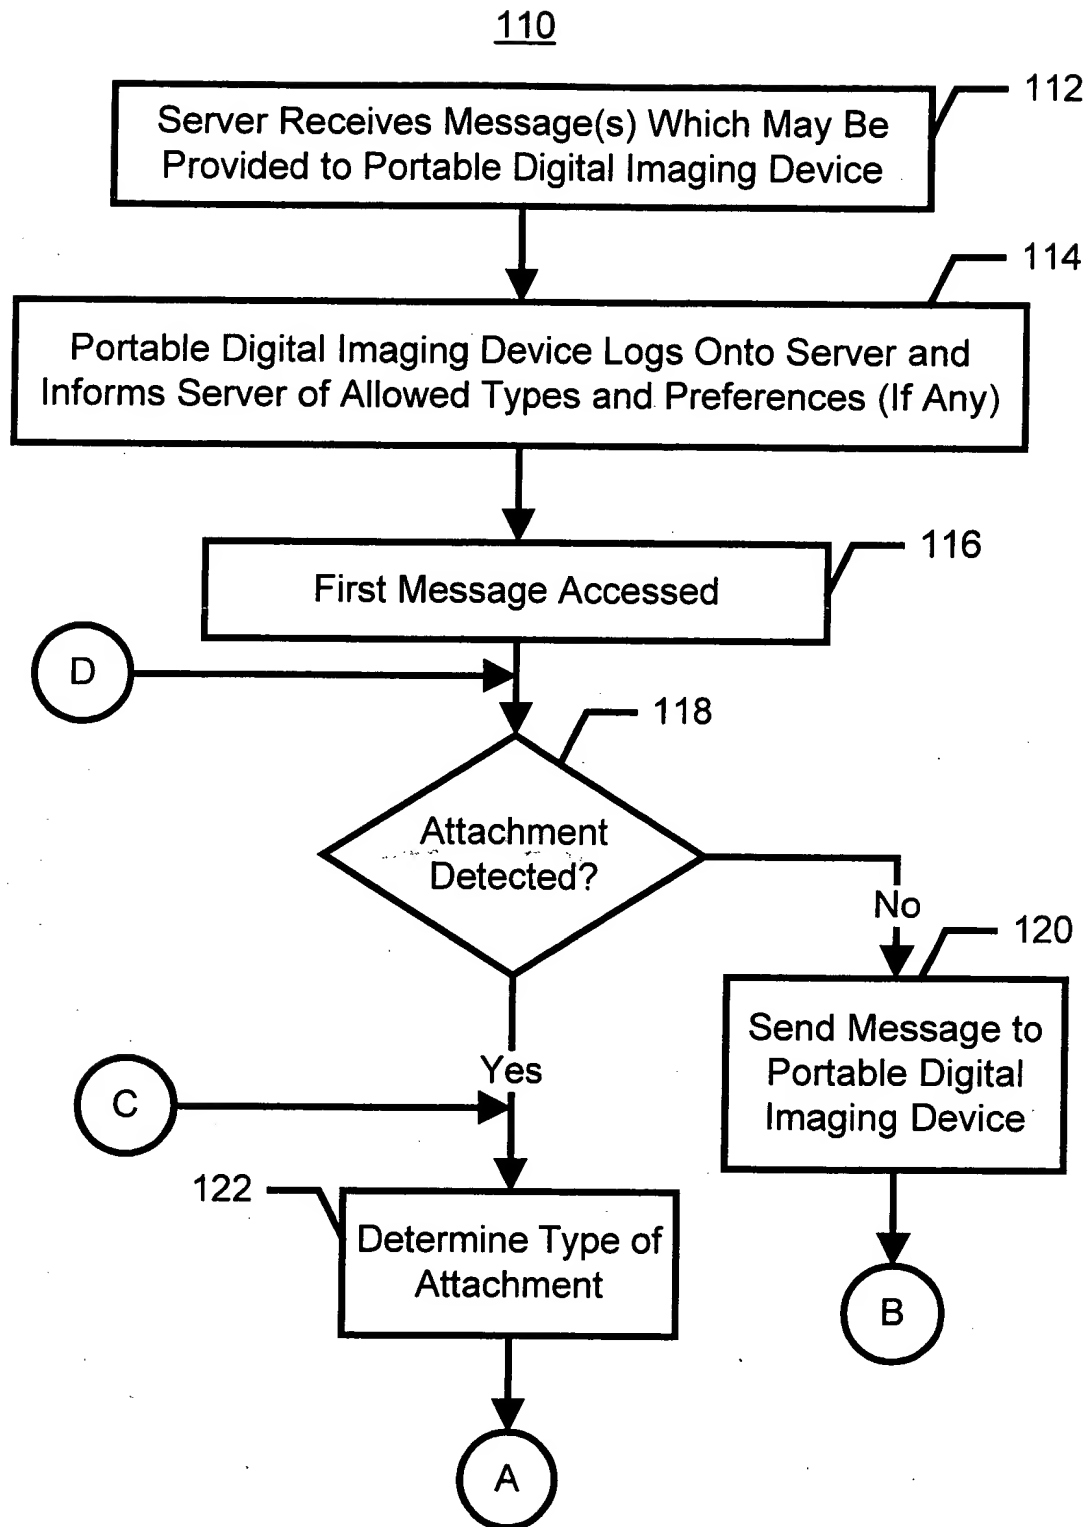 110
112
Server Receives Message(s) Which May Be
Provided to Portable Digital Imaging Device
114
Portable Digital Imaging Device Logs Onto Server and
Informs Server of Allowed Types and Preferences (If Any)
116
First Message Accessed
D
118
Attachment
Detected?
No
120
Send Message to
Portable Digital
Imaging Device
Yes
C
122
Determine Type of
Attachment
B
A